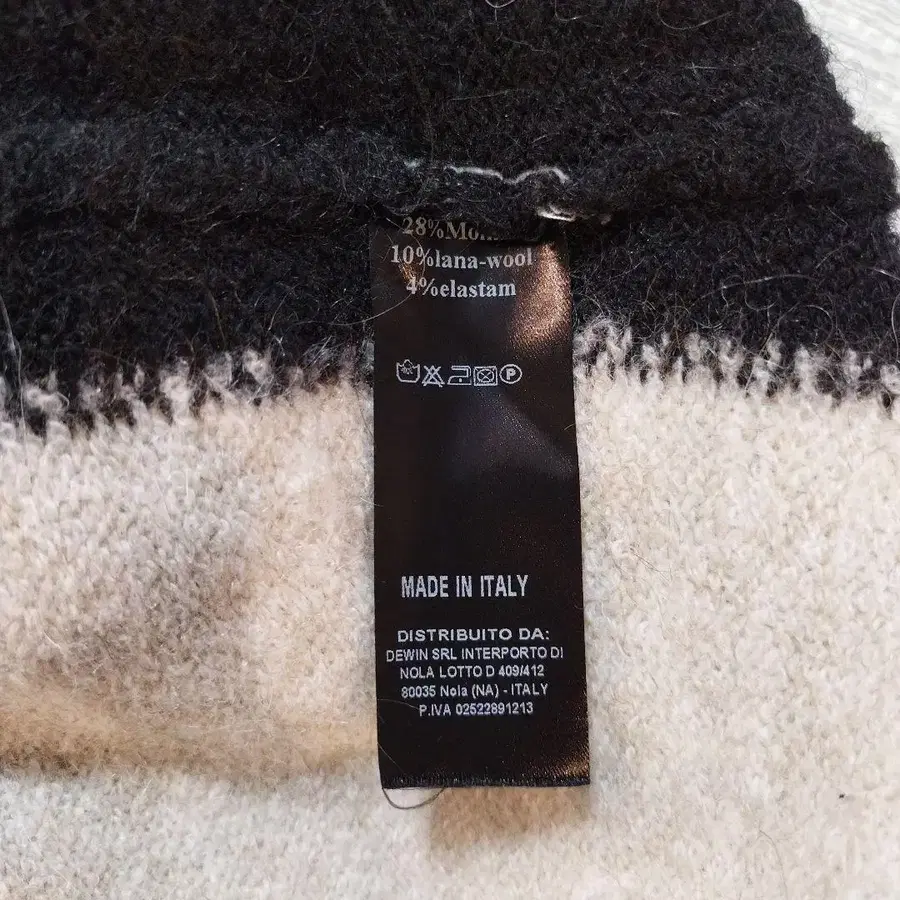 28%
10%lana-wool
4%elastam
P
MADE IN ITALY
DISTRIBUITO DA:
DEWIN SRL INTERPORTO DI
NOLA LOTTO D 409/412
80035 Nola (NA) - ITALY
P.IVA 02522891213